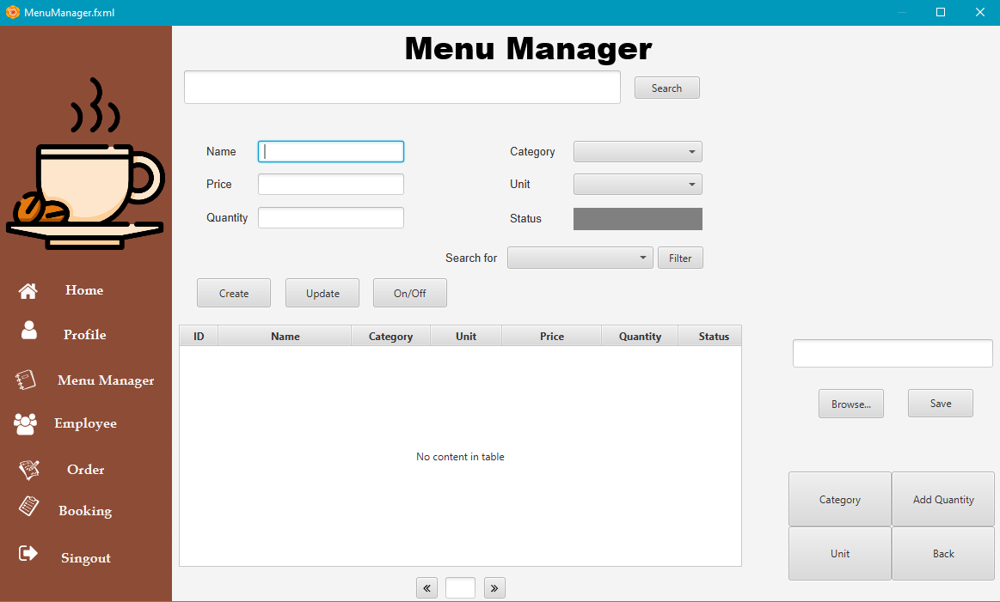 MenuManager.fxml
Menu Manager
Search
Name
Category
Price
Unit
Quantity
Status
Search for
Filter
Create
Update
On/Off
Home
Profile
Menu Manager
Employee
Order
Booking
Singout
ID Name Category Unit Price Quantity Status
No content in table
Browse...
Save
Category
Add Quantity
Unit
Back
«
»